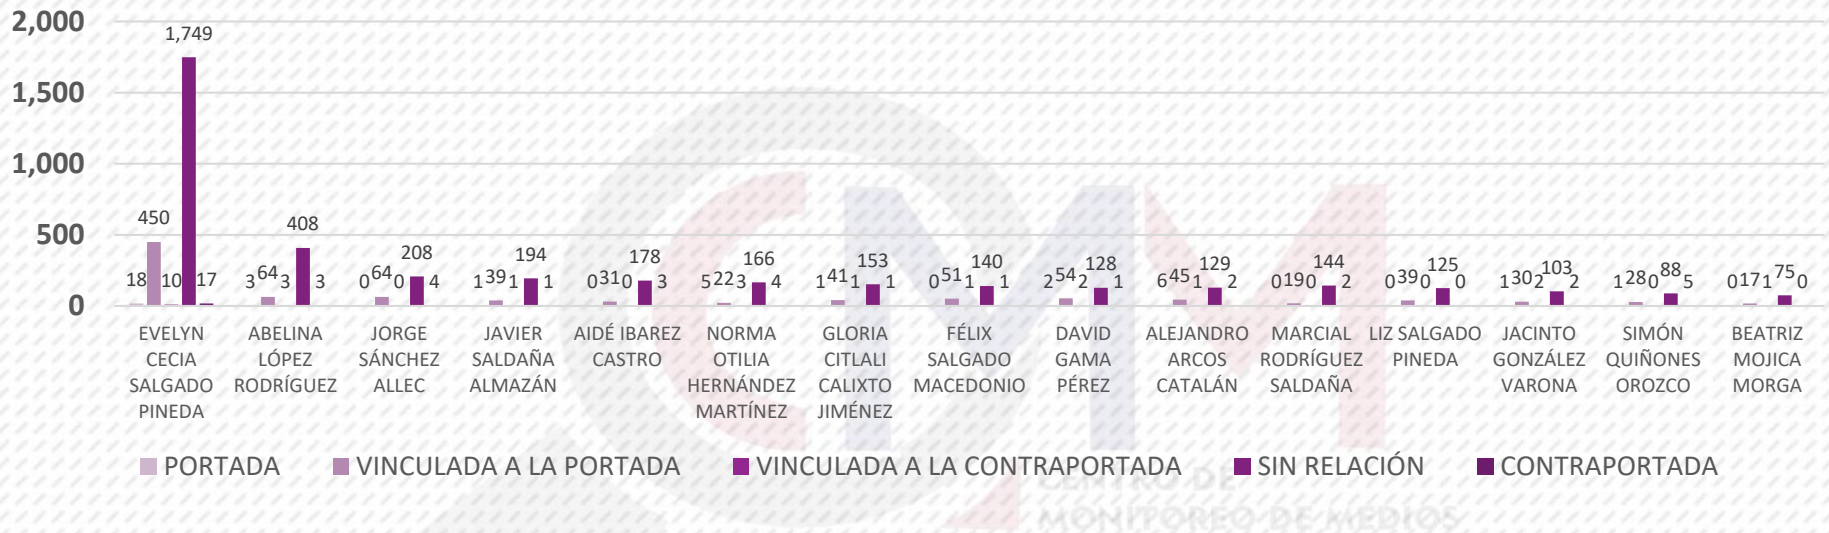 2,000
1,500
1,000
500
0
18 450 10 1,749 17
3 64 3 408 3
0 64 0 208 4
1 39 1 194 1
0 31 0 178 3
5 22 3 166 4
1 41 1 153 1
0 51 1 140 1
2 54 2 128 1
6 45 1 129 2
0 19 0 144 2
0 39 0 125 0
1 30 2 103 2
1 28 0 88 5
0 17 1 75 0
EVELYN
CECIA
SALGADO
PINEDA
ABELINA
LÓPEZ
RODRÍGUEZ
JORGE
SÁNCHEZ
ALLEC
JAVIER
SALDAÑA
ALMAZÁN
AIDÉ IBAREZ
CASTRO
NORMA
OTILIA
HERNÁNDEZ
MARTÍNEZ
GLORIA
CITLALI
CALIXTO
JIMÉNEZ
FÉLIX
SALGADO
MACEDONIO
DAVID
GAMA
PÉREZ
ALEJANDRO
ARCOS
CATALÁN
MARCIAL
RODRÍGUEZ
SALDAÑA
LIZ SALGADO
PINEDA
JACINTO
GONZÁLEZ
VARONA
SIMÓN
QUIÑONES
OROZCO
BEATRIZ
MOJICA
MORGA
PORTADA VINCULADA A LA PORTADA VINCULADA A LA CONTRAPORTADA SIN RELACIÓN CONTRAPORTADA
CMM
CENTRO DE
MONITOREO DE MEDIOS